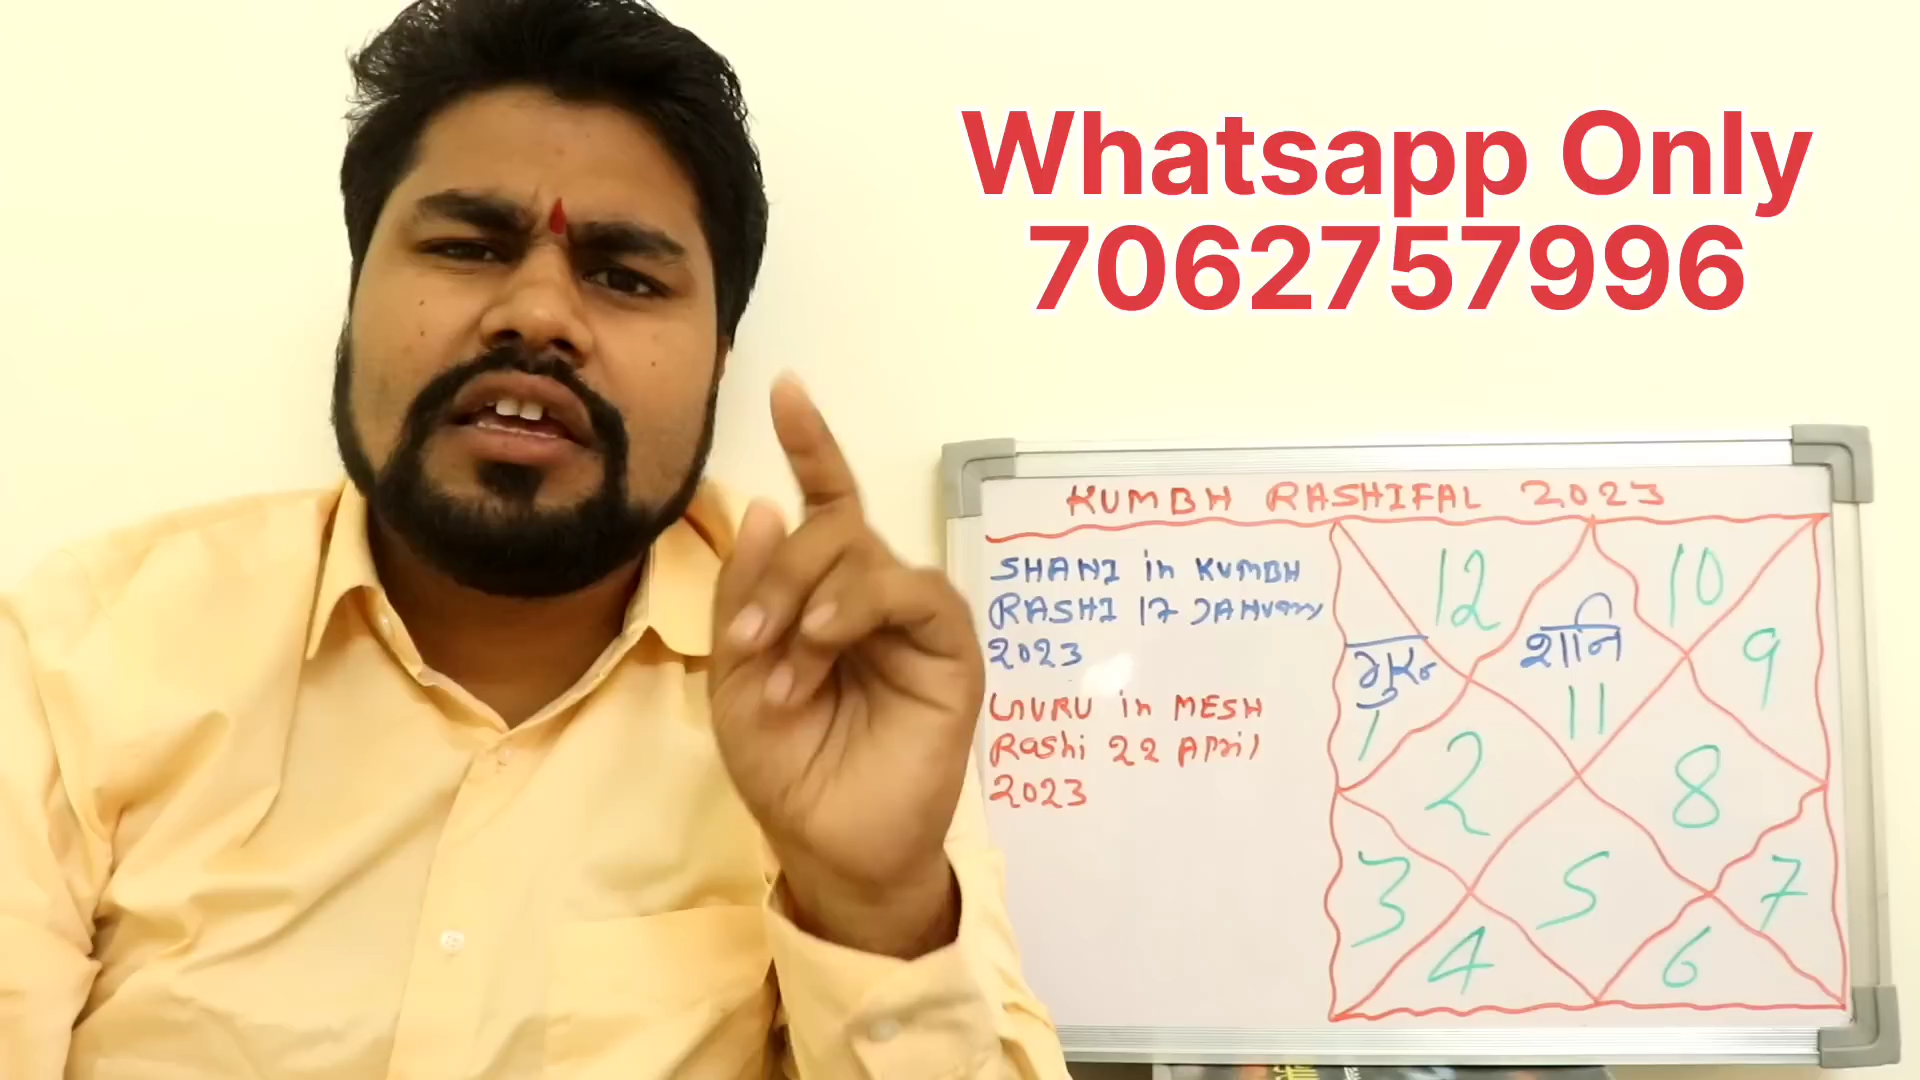 Whatsapp Only
7062757996
KUMBH RASHIFAL 2023
SHANI in KUMBH
RASHI 17 JANUARY
2023
GURU in MESH
Rashi 22 April
2023
12
10
गुरु
शनि
9
1
11
2
8
3
5
7
4
6